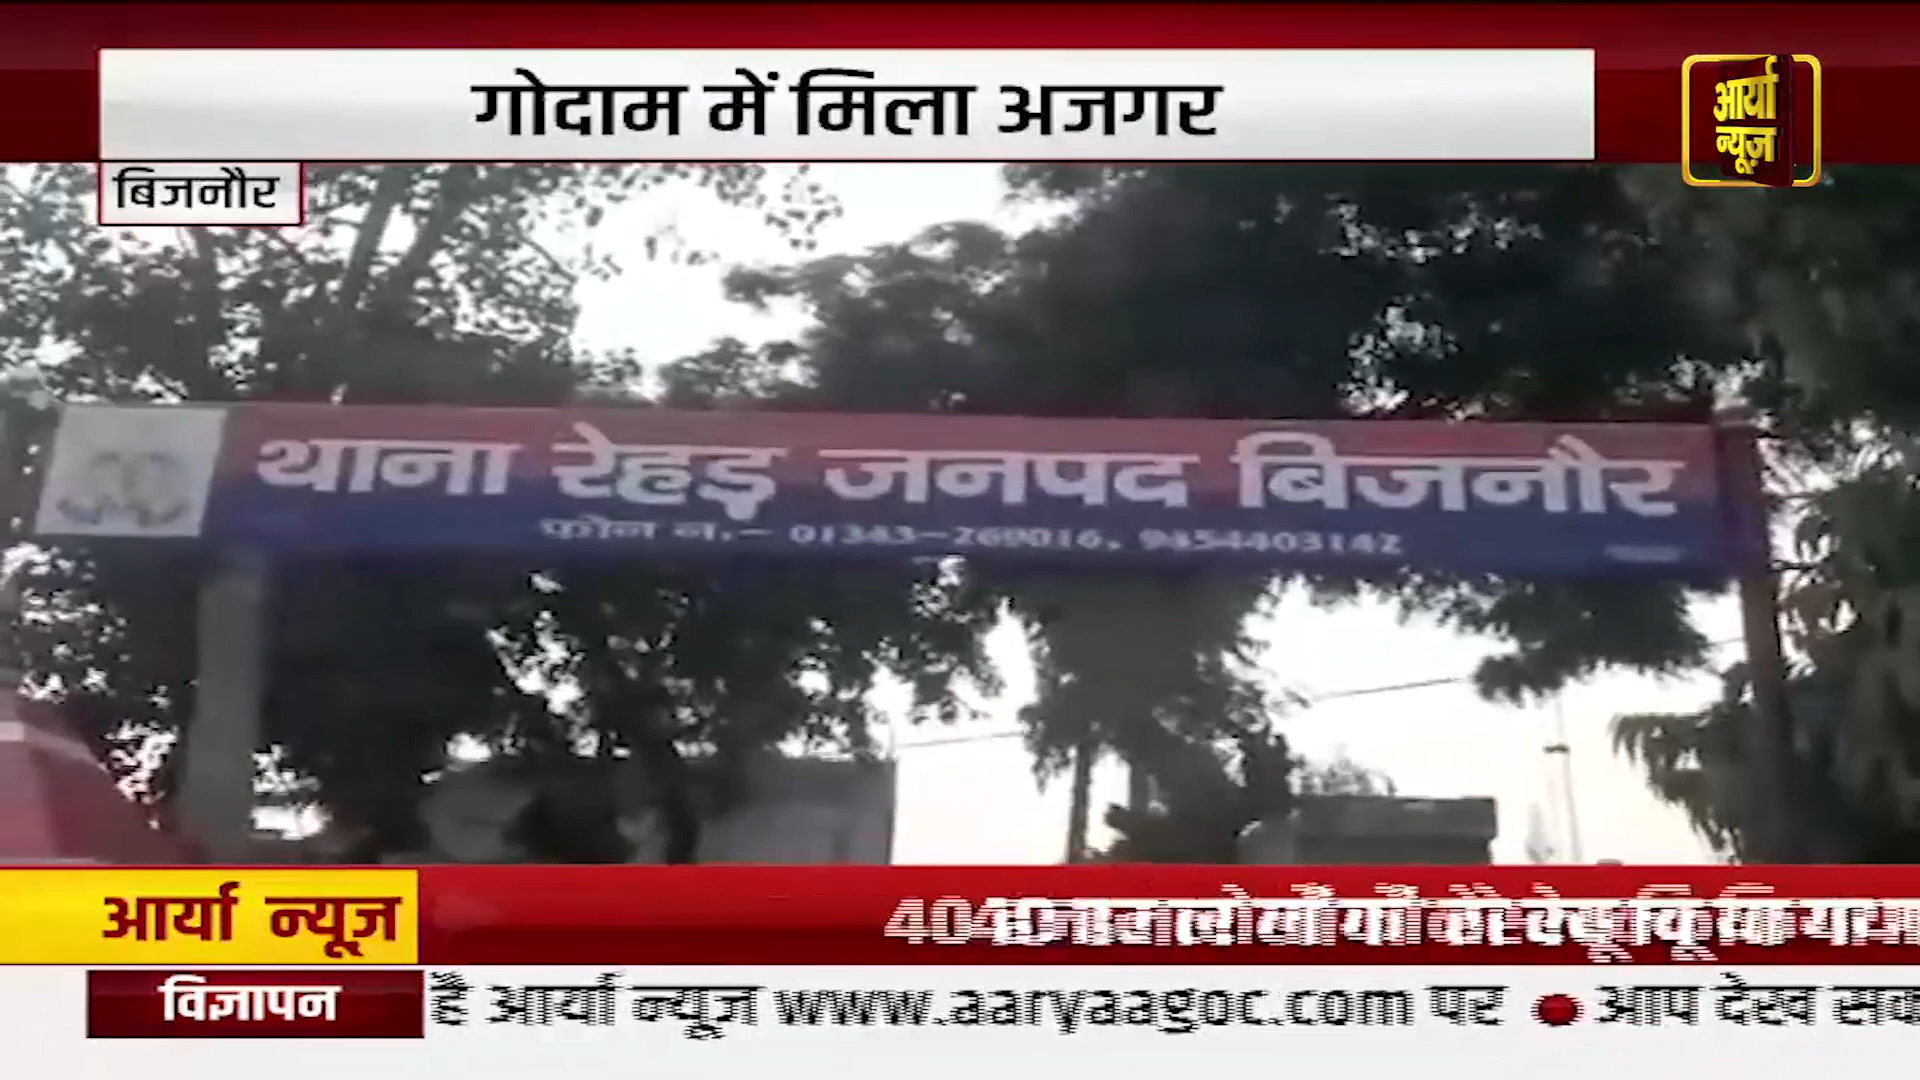 गोदाम में मिला अजगर
आर्या
न्यूज़
बिजनौर
थाना रेहड़ जनपद बिजनौर
फोन न.- 01343-269016, 9454403142
आर्या न्यूज़
विज्ञापन
है आर्या न्यूज www.aaryaagoc.com पर ● आप देख सक